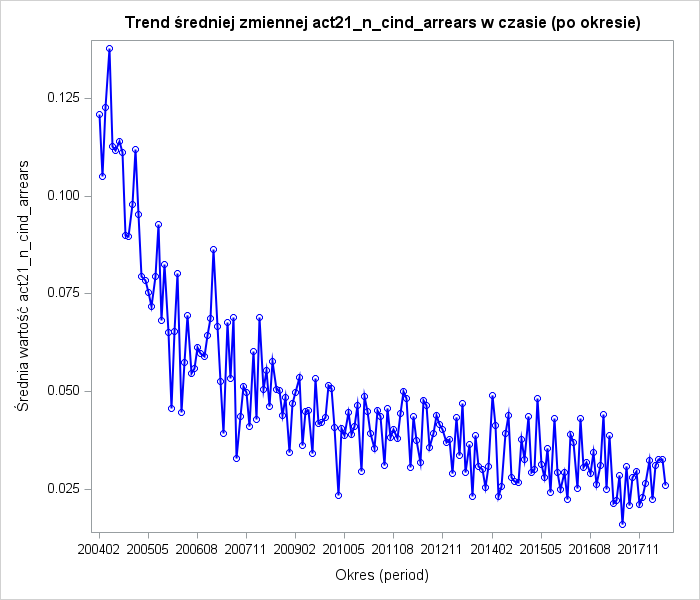 Trend średniej zmiennej act21_n_cind_arrears w czasie (po okresie)
Średnia wartość act21_n_cind_arrears
0.125
0.100
0.075
0.050
0.025
200402 200505 200608 200711 200902 201005 201108 201211 201402 201505 201608 201711
Okres (period)